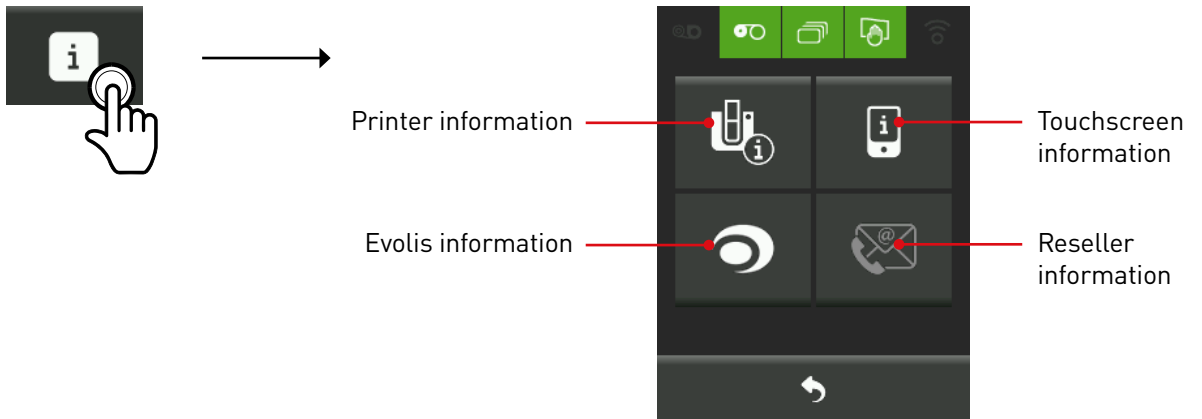 i
Printer information
i
i
Touchscreen
information
Evolis information
@
Reseller
information